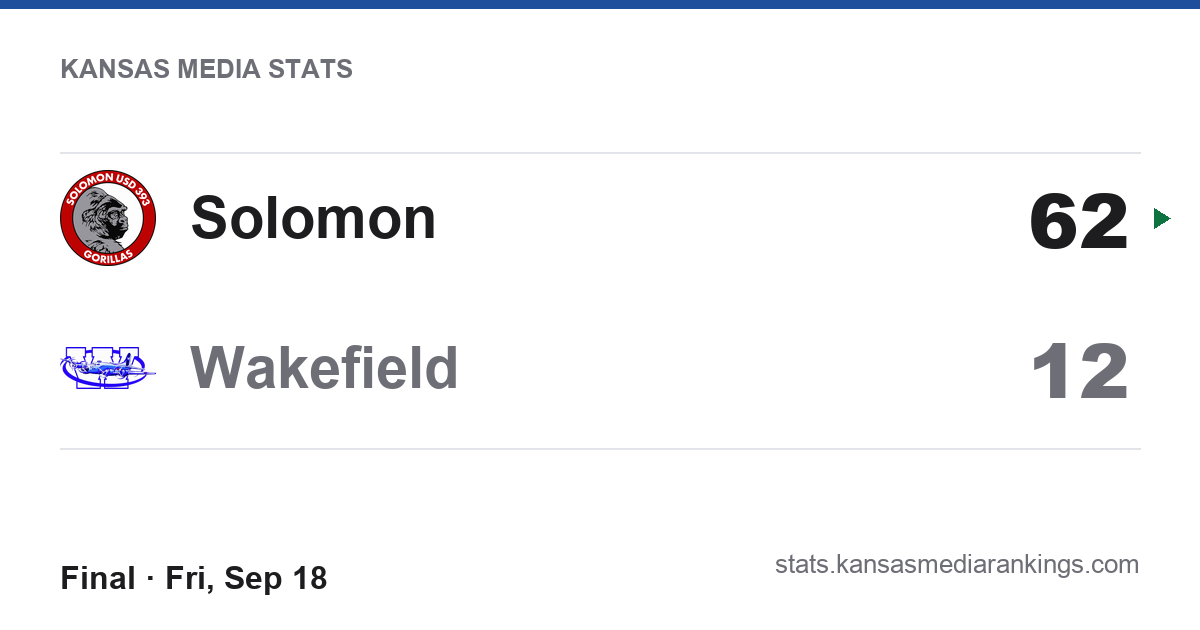 KANSAS MEDIA STATS
SOLOMON USD 393
GORILLAS
Solomon
62
W
Wakefield
12
Final · Fri, Sep 18
stats.kansasmediarankings.com